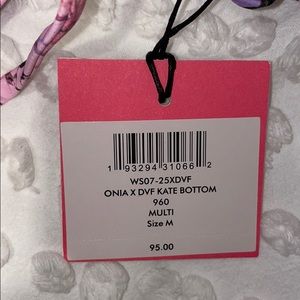 1 93294 31066 2
WS07-25XDVF
ONIA X DVF KATE BOTTOM
960
MULTI
Size M
95.00